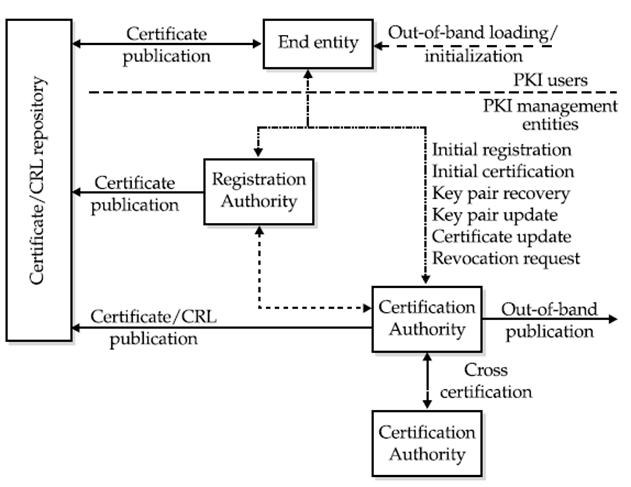 Certificate
publication
End entity
Out-of-band loading/
initialization
PKI users
PKI management
entities
Certificate/CRL repository
Initial registration
Initial certification
Key pair recovery
Key pair update
Certificate update
Revocation request
Certificate
publication
Registration
Authority
Certificate/CRL
publication
Certification
Authority
Out-of-band
publication
Cross
certification
Certification
Authority